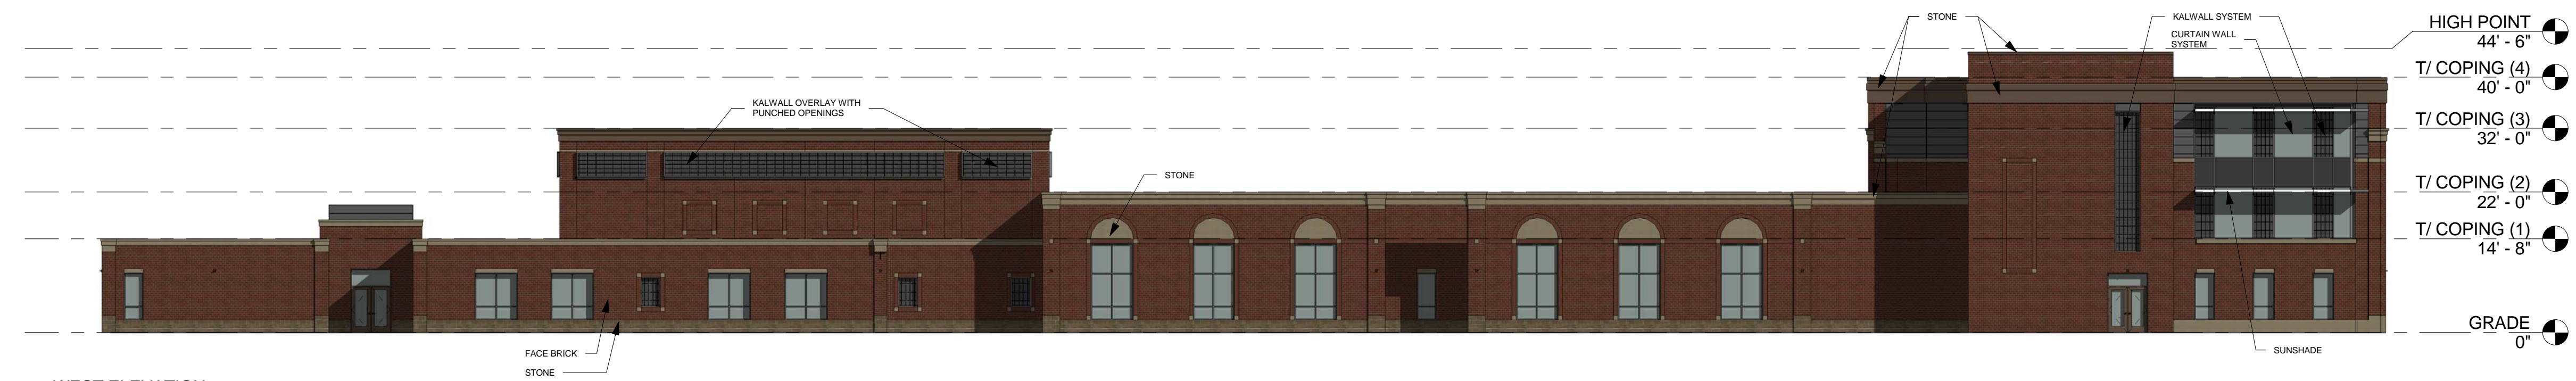 STONE
KALWALL SYSTEM
CURTAIN WALL
SYSTEM
HIGH POINT
44' - 6"
T/ COPING (4)
40' - 0"
KALWALL OVERLAY WITH
PUNCHED OPENINGS
T/ COPING (3)
32' - 0"
STONE
T/ COPING (2)
22' - 0"
T/ COPING (1)
14' - 8"
GRADE
0"
FACE BRICK
STONE
SUNSHADE
WEST ELEVATION